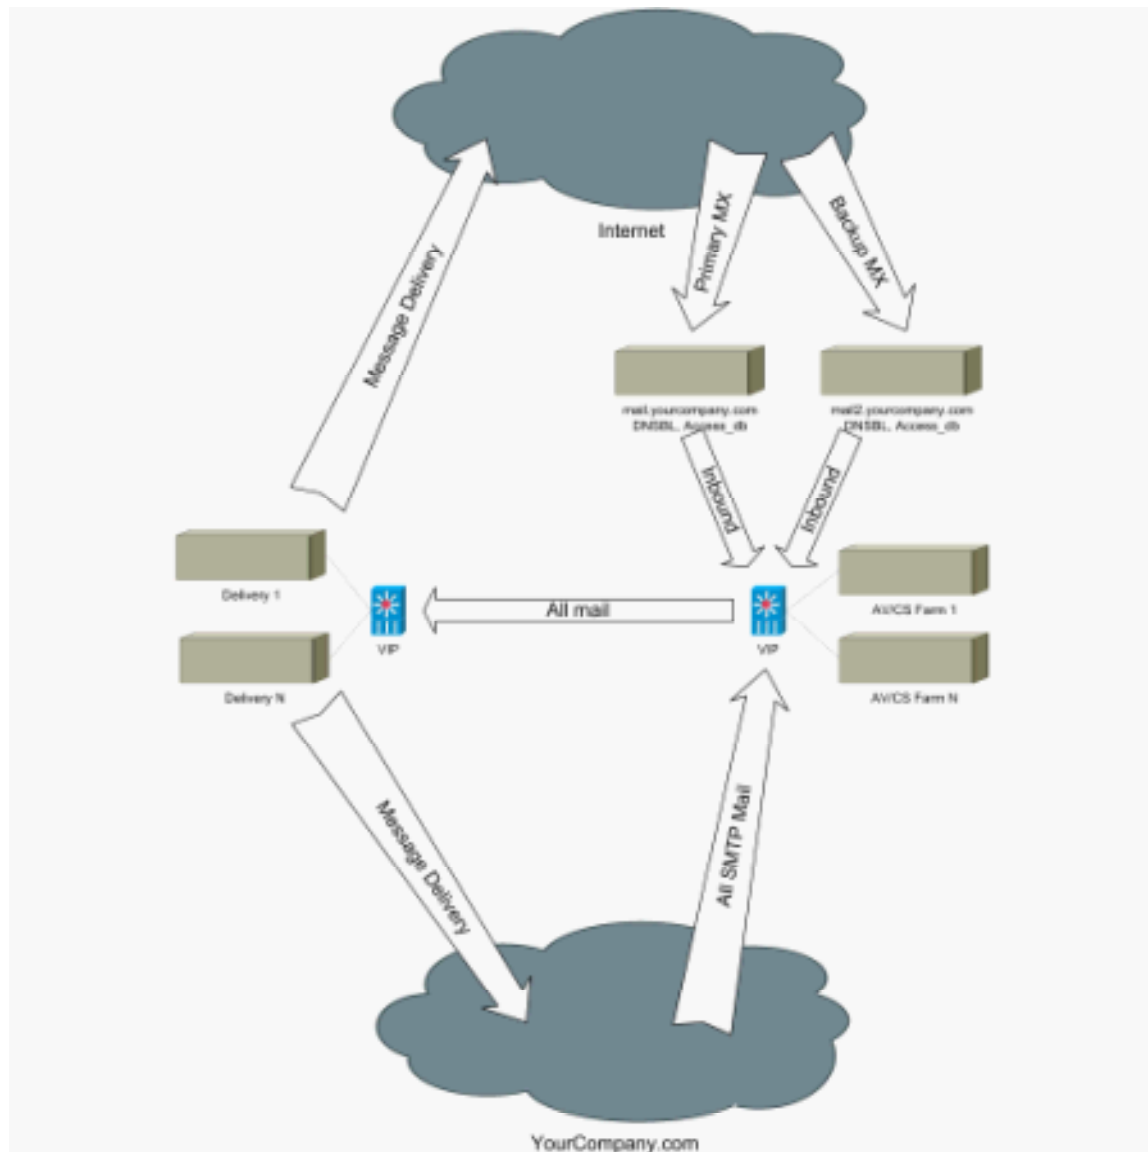 Internet
Primary MX
Backup MX
Message Delivery
mail.yourcompany.com
DNSBL, Access_db
mail2.yourcompany.com
DNSBL, Access_db
Inbound
Inbound
Delivery 1
All mail
AV/CS Farm 1
VIP
VIP
Delivery N
AV/CS Farm N
Message Delivery
All SMTP Mail
YourCompany.com